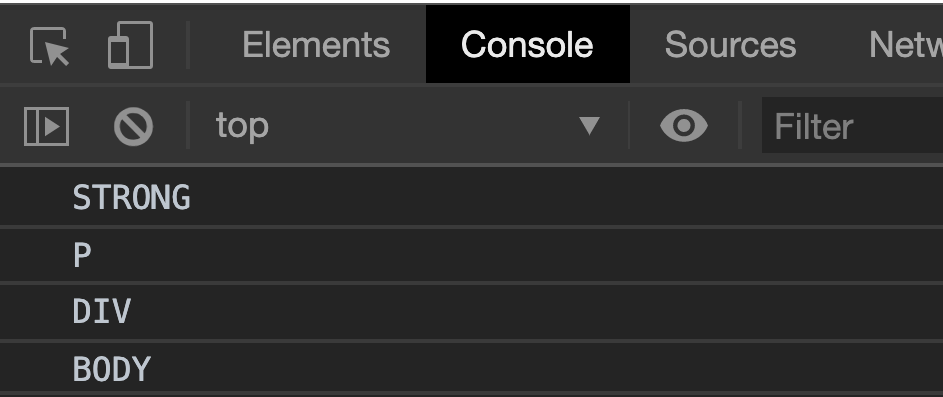 Elements Console Sources Netw
top Filter
STRONG
P
DIV
BODY